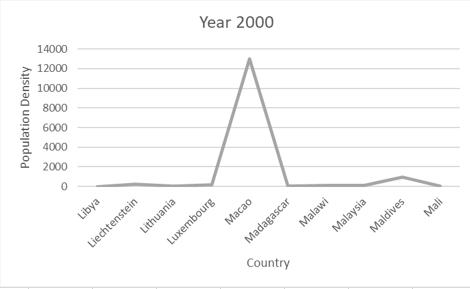 Year 2000
Population Density
14000
12000
10000
8000
6000
4000
2000
0
Libya
Liechtenstein
Lithuania
Luxembourg
Macao
Madagascar
Malawi
Malaysia
Maldives
Mali
Country